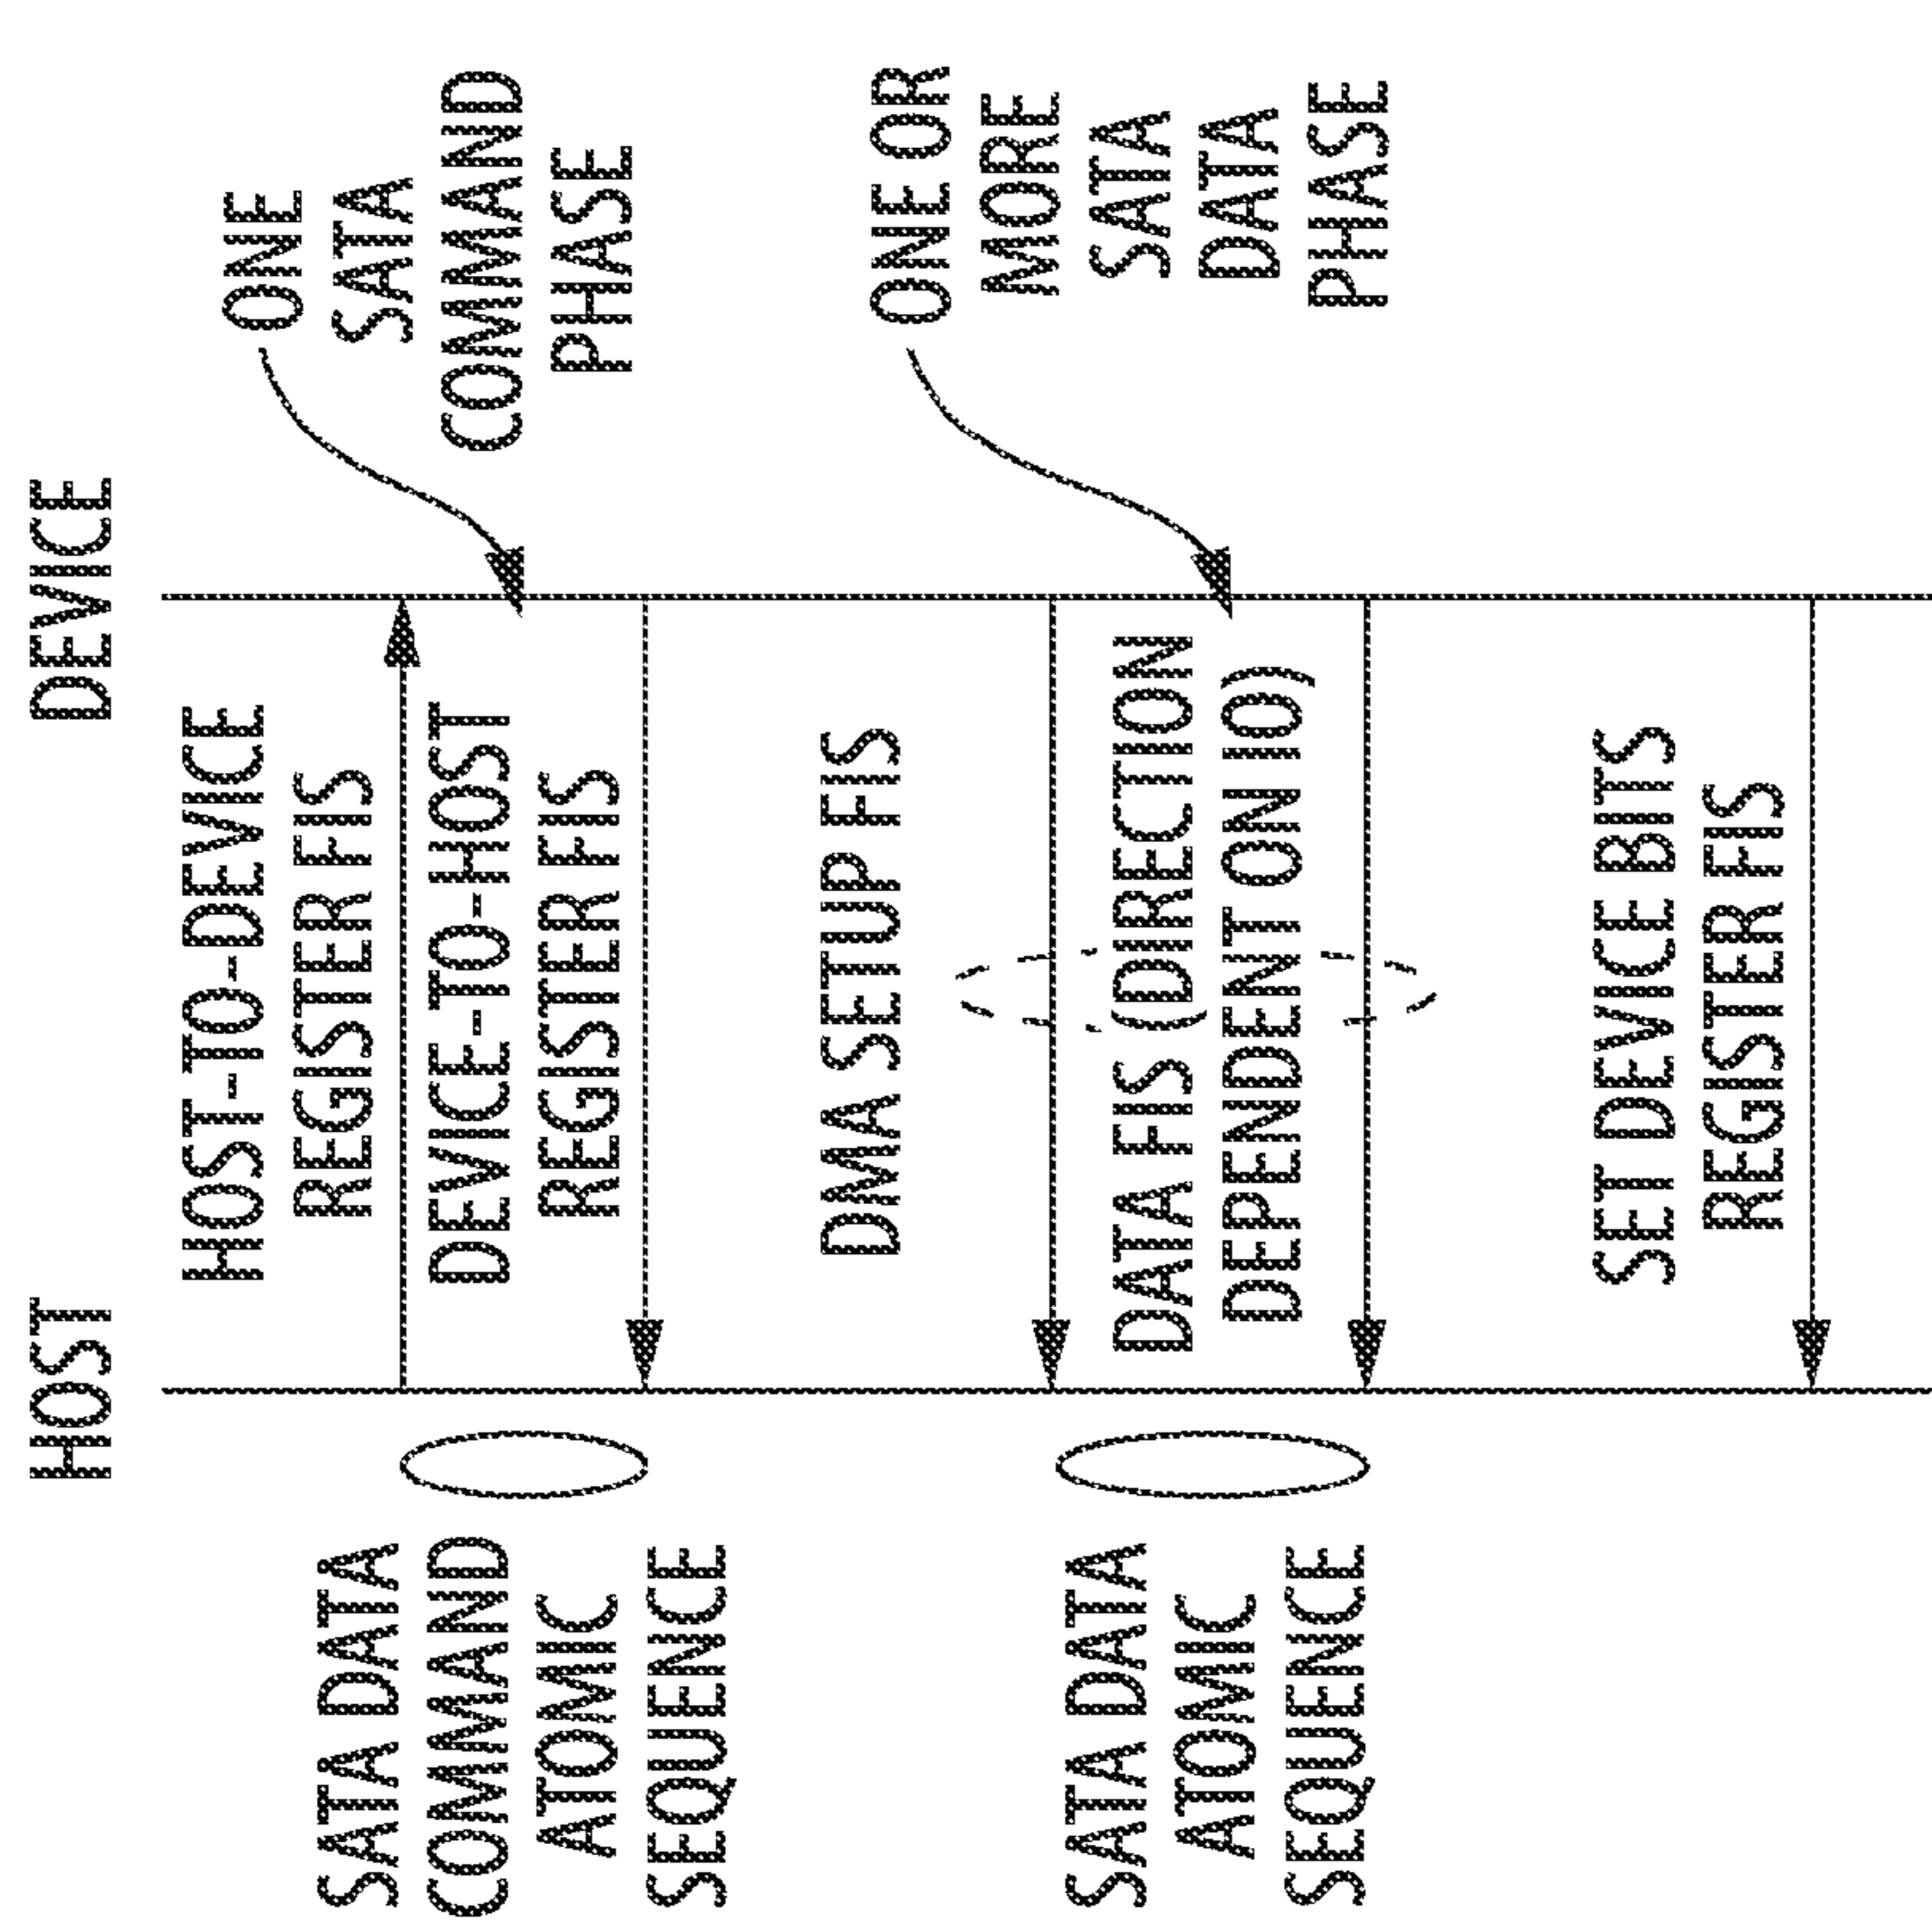 HOST
DEVICE
HOST-TO-DEVICE
REGISTER FIS
DEVICE-TO-HOST
REGISTER FIS
ONE
SATA
COMMAND
PHASE
SATA DATA
COMMAND
ATOMIC
SEQUENCE
DMA SETUP FIS
DATA FIS (DIRECTION
DEPENDENT ON IO)
ONE OR
MORE
SATA
DATA
PHASE
SATA DATA
ATOMIC
SEQUENCE
SET DEVICE BITS
REGISTER FIS